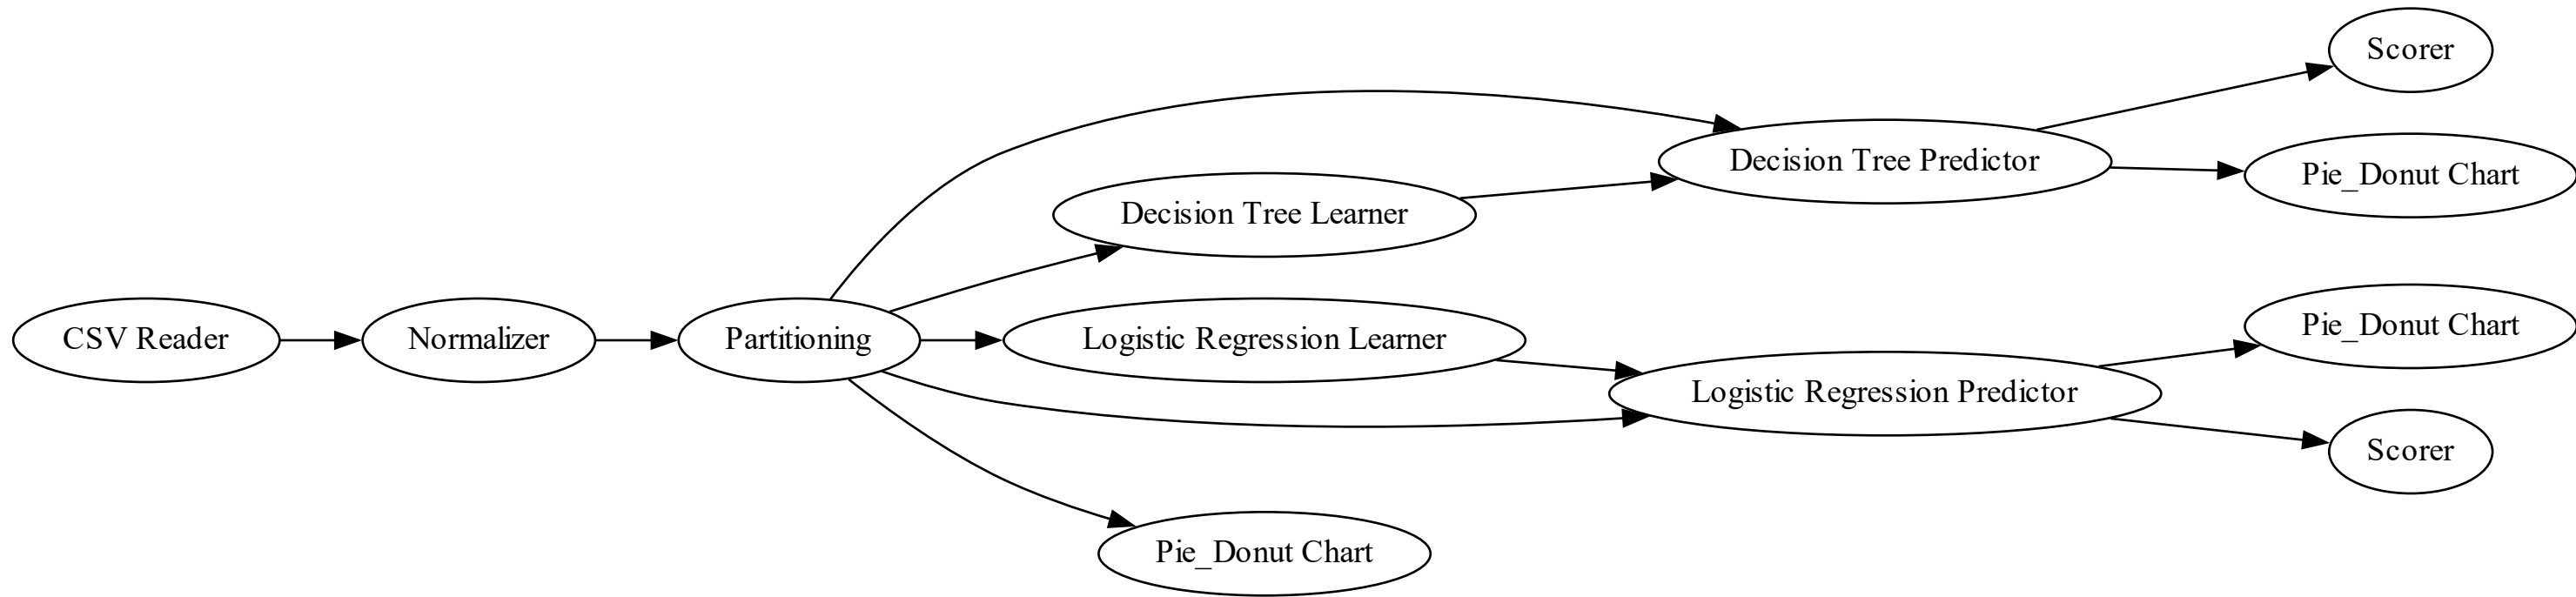 CSV Reader
Normalizer
Partitioning
Decision Tree Learner
Logistic Regression Learner
Pie_Donut Chart
Decision Tree Predictor
Logistic Regression Predictor
Scorer
Pie_Donut Chart
Pie_Donut Chart
Scorer